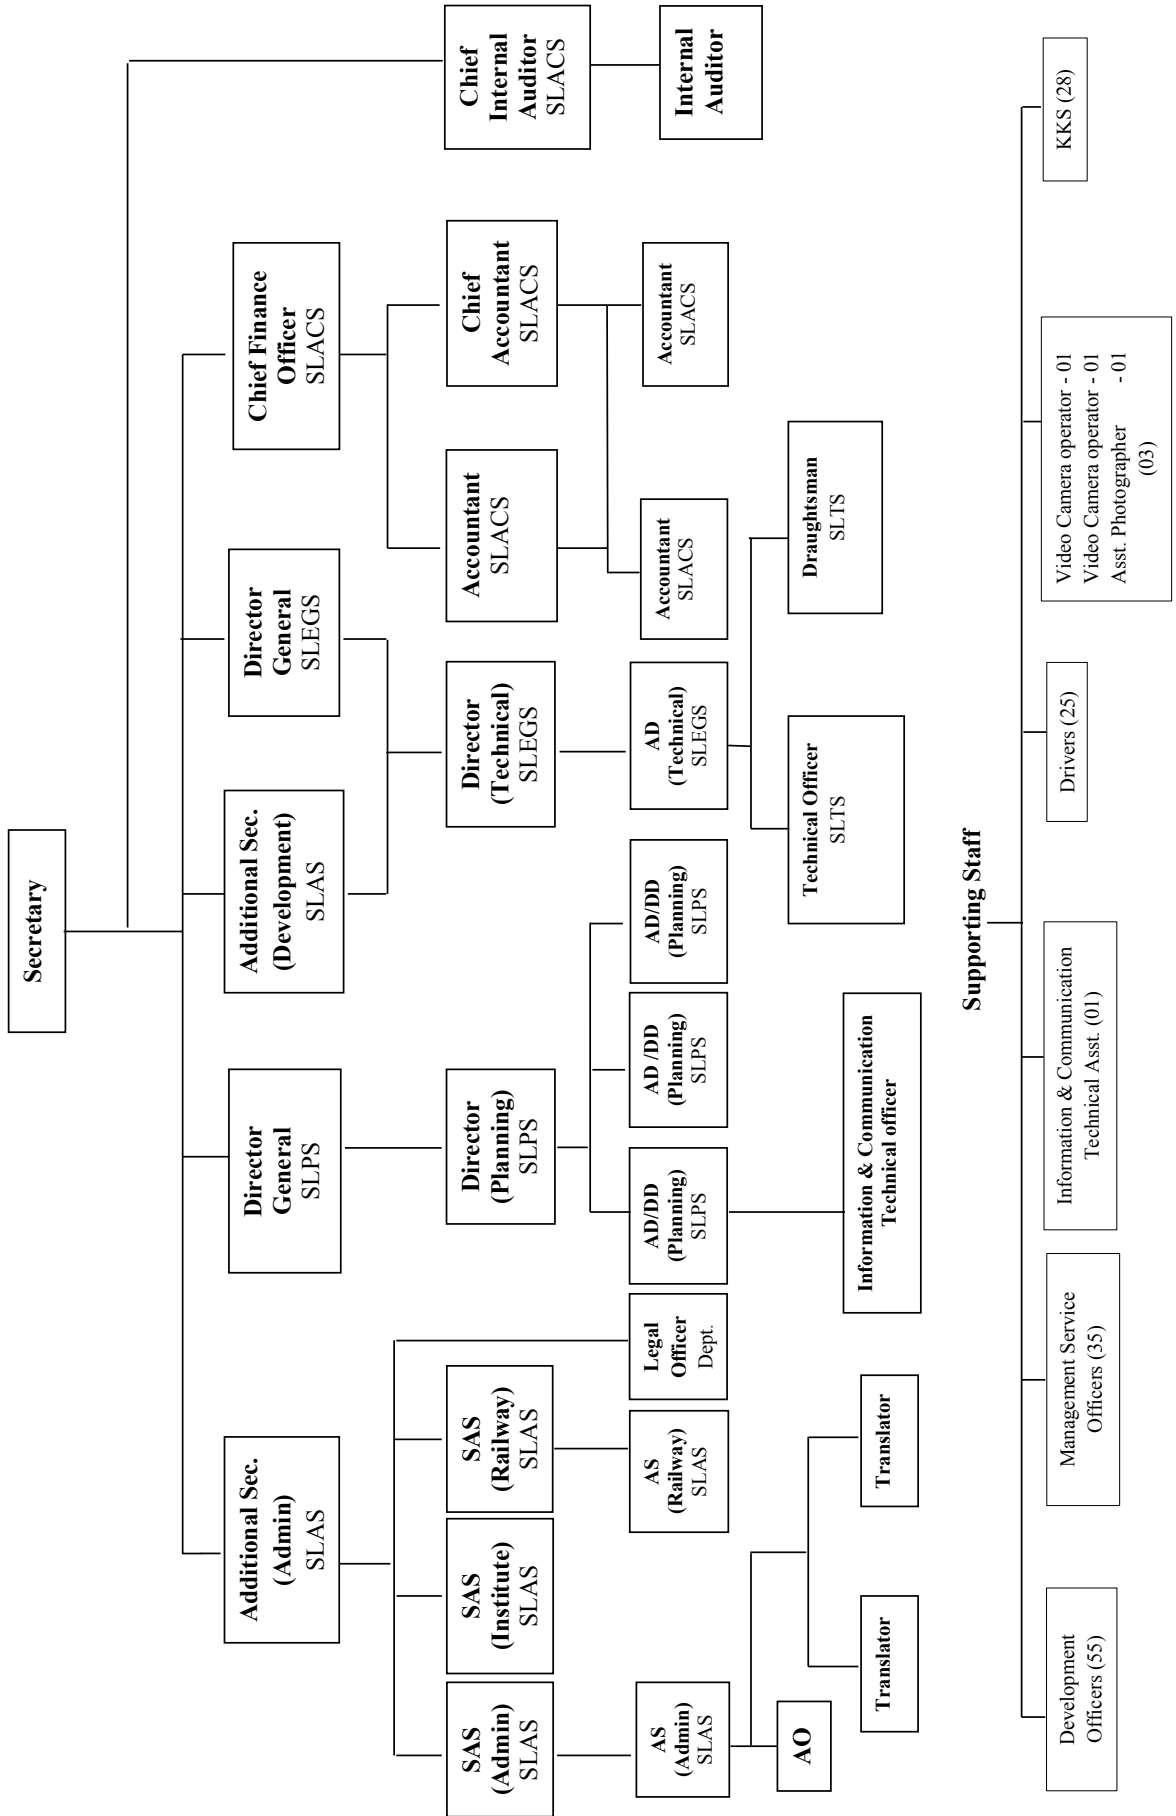 Secretary
Additional Sec.
(Admin)
SLAS
Director
General
SLPS
Additional Sec.
(Development)
SLAS
Director
General
SLEGS
Chief Finance
Officer
SLACS
SAS
(Admin)
SLAS
SAS
(Institute)
SLAS
SAS
(Railway)
SLAS
Director
(Planning)
SLPS
Director
(Technical)
SLEGS
Accountant
SLACS
Chief
Accountant
SLACS
Chief
Internal
Auditor
SLACS
AS
(Admin)
SLAS
AS
(Railway)
SLAS
Legal
Officer
Dept.
AD/DD
(Planning)
SLPS
AD /DD
(Planning)
SLPS
AD/DD
(Planning)
SLPS
AD
(Technical)
SLEGS
Accountant
SLACS
Accountant
SLACS
Internal
Auditor
AO
Translator
Translator
Information & Communication
Technical officer
Technical Officer
SLTS
Draughtsman
SLTS
Supporting Staff
Development
Officers (55)
Management Service
Officers (35)
Information & Communication
Technical Asst. (01)
Drivers (25)
Video Camera operator - 01
Video Camera operator - 01
Asst. Photographer - 01
(03)
KKS (28)